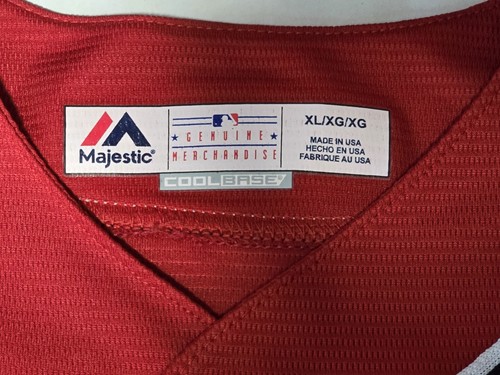 Majestic®
GENUINE
MERCHANDISE
XL/XG/XG
MADE IN USA
HECHO EN USA
FABRIQUE AU USA
COOLBASE